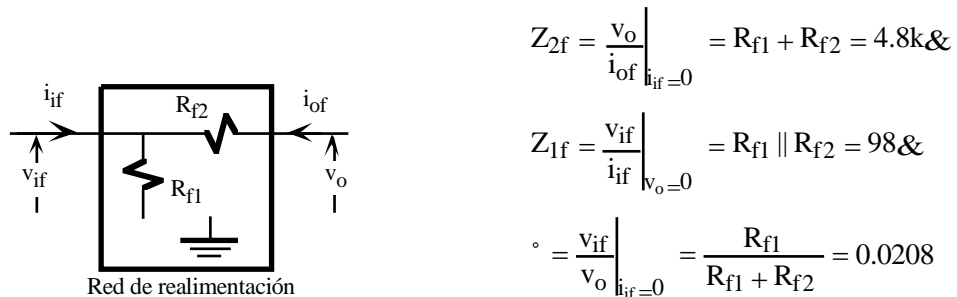 i_if
R_f2
i_of
v_if
R_f1
v_o
Red de realimentación
Z_2f = v_o / i_of |_{i_if=0} = R_f1 + R_f2 = 4.8k&
Z_1f = v_if / i_if |_{v_o=0} = R_f1 || R_f2 = 98&
° = v_if / v_o |_{i_if=0} = R_f1 / (R_f1 + R_f2) = 0.0208